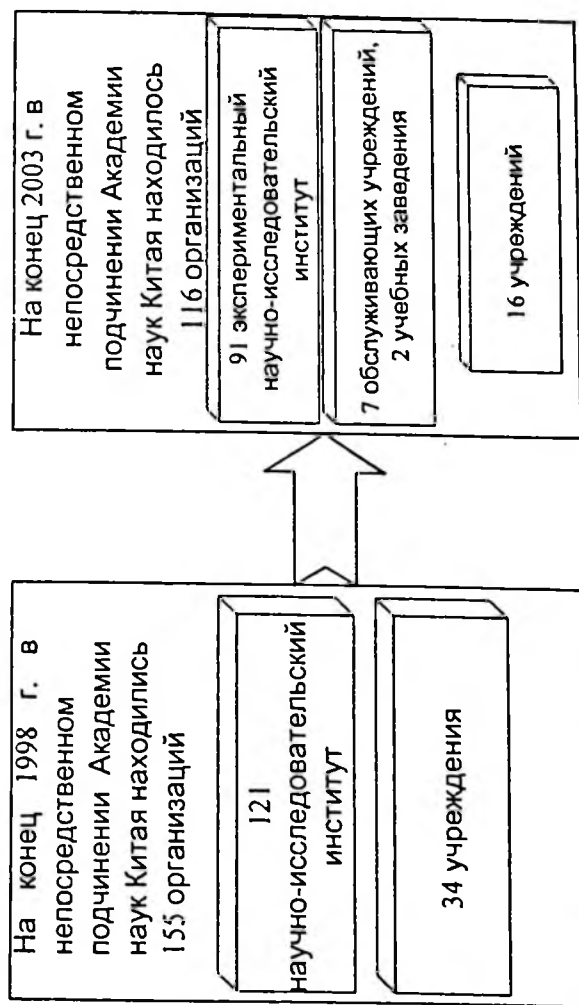 На конец 1998 г. в
непосредственном
подчинении Академии
наук Китая находились
155 организаций
121
научно-исследовательский
институт
34 учреждения
На конец 2003 г. в
непосредственном
подчинении Академии
наук Китая находилось
116 организаций
91 экспериментальный
научно-исследовательский
институт
7 обслуживающих учреждений,
2 учебных заведения
16 учреждений